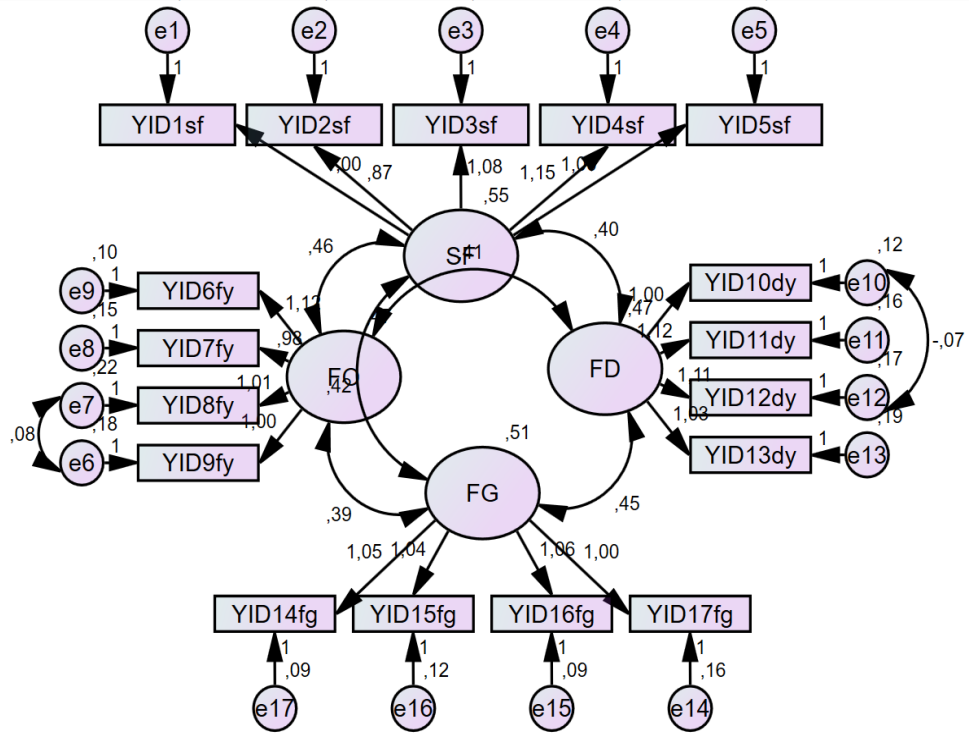 e1 e2 e3 e4 e5
1 1 1 1 1
YID1sf YID2sf YID3sf YID4sf YID5sf
,00 ,87 1,08 1,15
,55
SF ,41
,46 ,40
,10 ,12
e9 1 YID6fy 1,12 1,00 YID10dy 1 e10
,15 ,47 ,16
e8 1 YID7fy ,98 1,12 YID11dy 1 e11
FD
-,07
,22 ,42 ,17
e7 1 YID8fy 1,01 1,11 YID12dy 1 e12
,08 ,18 ,19
e6 1 YID9fy 1,00 1,03 YID13dy 1 e13
,51
FG
,39 ,45
1,05 1,04 1,06 1,00
YID14fg YID15fg YID16fg YID17fg
1 1 1 1
,09 ,12 ,09 ,16
e17 e16 e15 e14